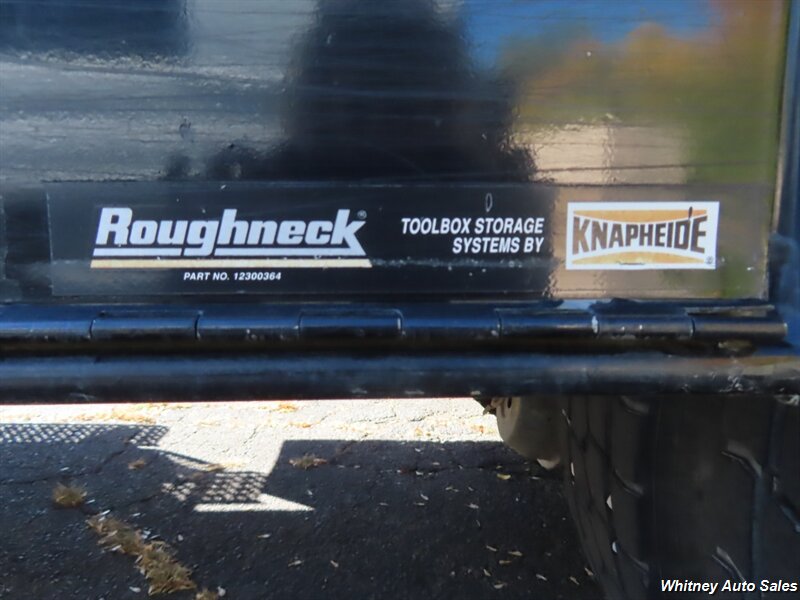 Roughneck®
PART NO. 12300364
TOOLBOX STORAGE
SYSTEMS BY
KNAPHEIDE®
Whitney Auto Sales